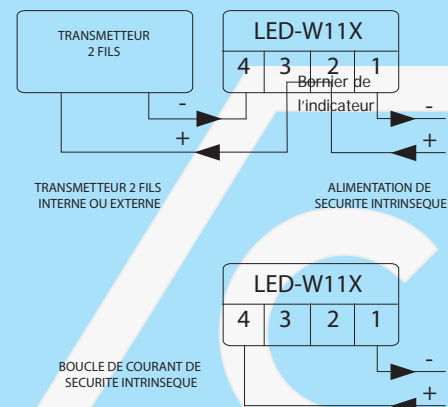 TRANSMETTEUR
2 FILS
LED-W11X
4 3 2 1
Bornier de
l'indicateur
- -
+ +
TRANSMETTEUR 2 FILS
INTERNE OU EXTERNE
ALIMENTATION DE
SECURITE INTRINSEQUE
LED-W11X
4 3 2 1
BOUCLE DE COURANT DE
SECURITE INTRINSEQUE
-
+